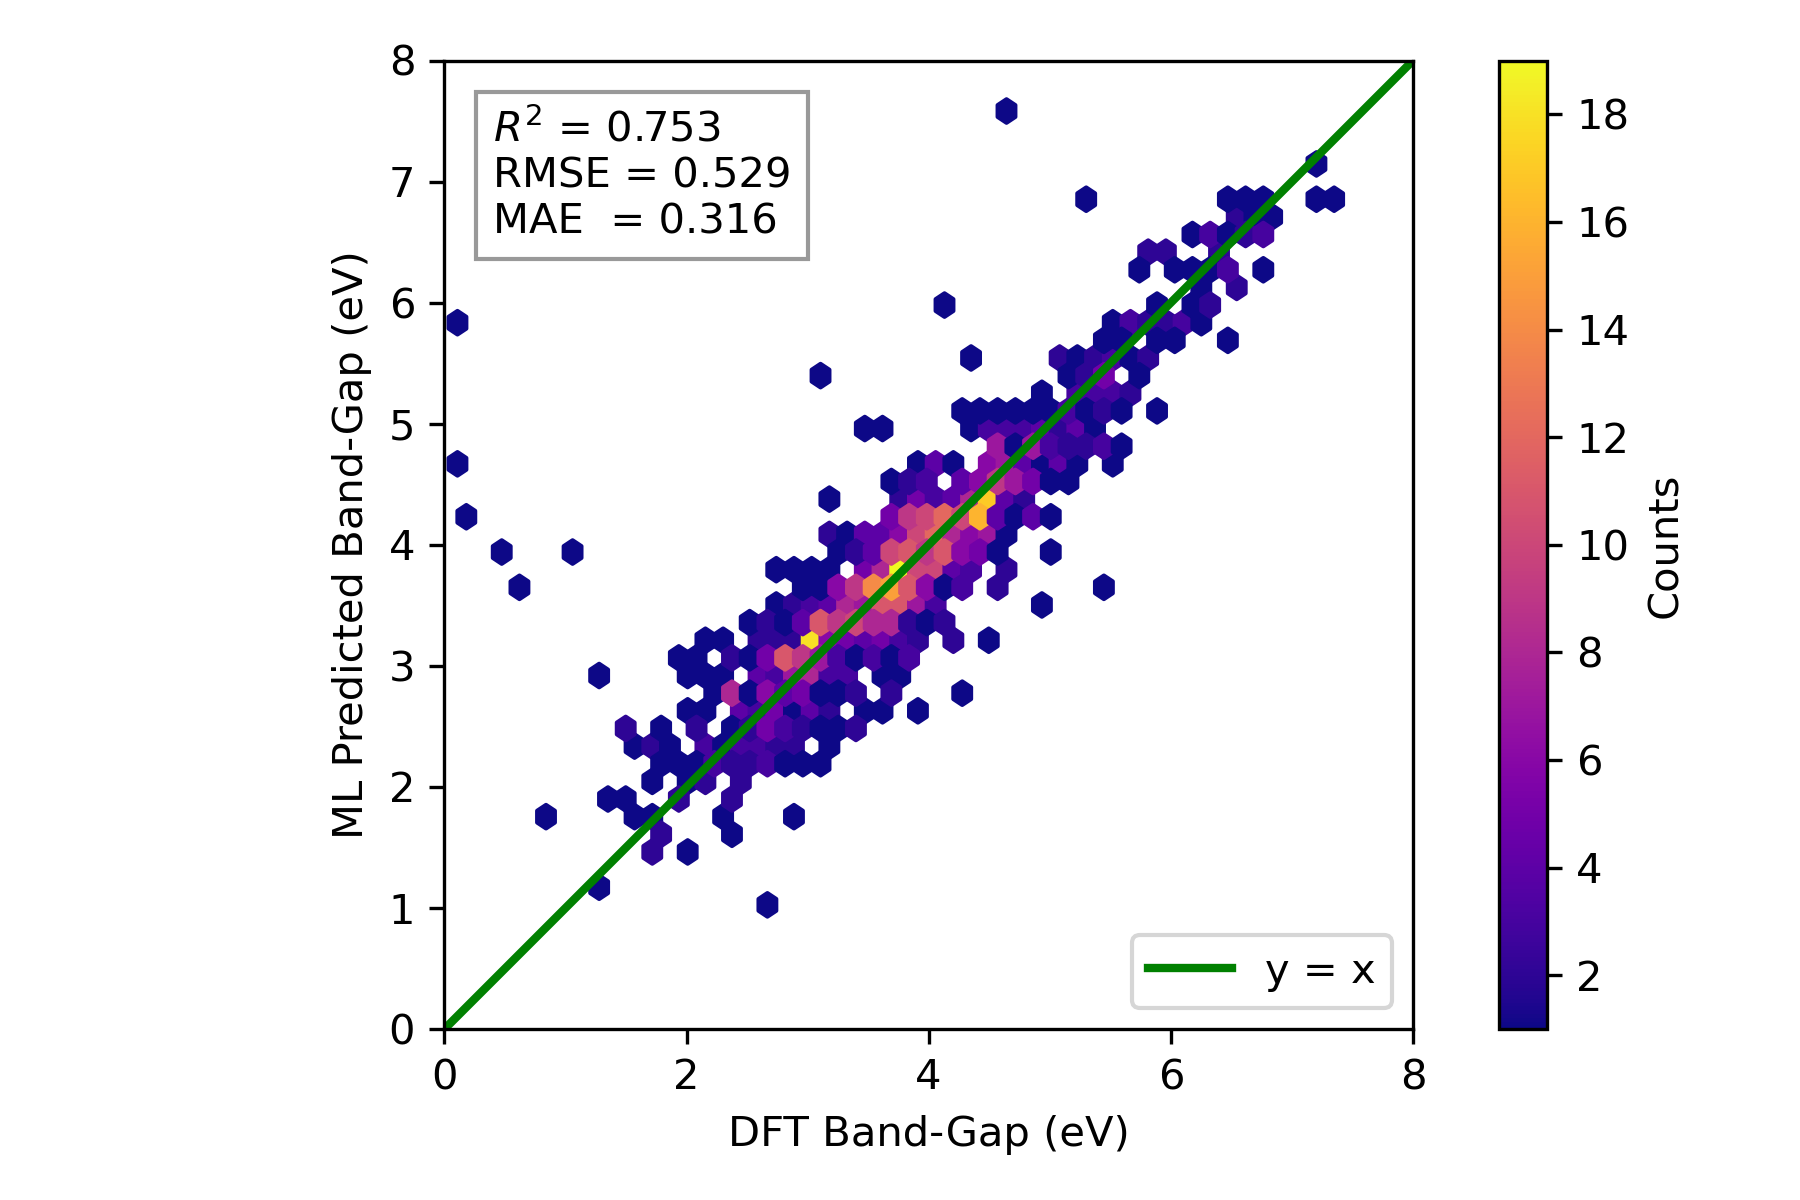 R² = 0.753
RMSE = 0.529
MAE = 0.316
8
7
6
5
4
3
2
1
0
ML Predicted Band-Gap (eV)
0 2 4 6 8
DFT Band-Gap (eV)
y = x
18
16
14
12
10
8
6
4
2
Counts